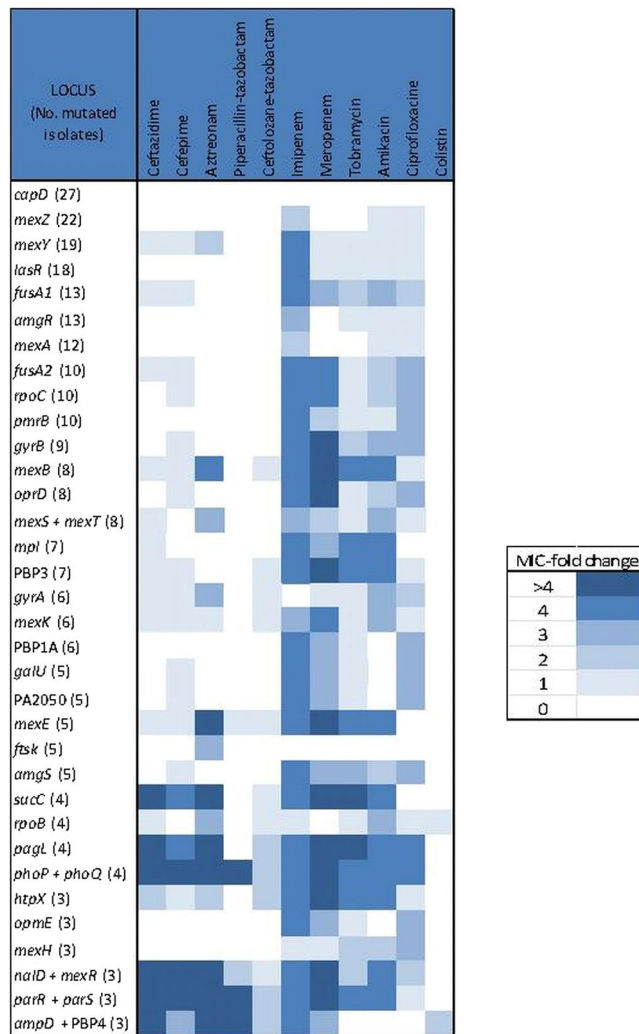 LOCUS
(No. mutated
isolates)
Ceftazidime
Cefepime
Aztreonam
Piperacillin-tazobactam
Ceftolozane-tazobactam
Imipenem
Meropenem
Tobramycin
Amikacin
Ciprofloxacine
Colistin
capD (27)
mexZ (22)
mexY (19)
lasR (18)
fusA1 (13)
amgR (13)
mexA (12)
fusA2 (10)
rpoC (10)
pmrB (10)
gyrB (9)
mexB (8)
oprD (8)
mexS + mexT (8)
mpl (7)
PBP3 (7)
gyrA (6)
mexK (6)
PBP1A (6)
galU (5)
PA2050 (5)
mexE (5)
ftsk (5)
amgS (5)
sucC (4)
rpoB (4)
pagL (4)
phoP + phoQ (4)
htpX (3)
opmE (3)
mexH (3)
nalD + mexR (3)
parR + parS (3)
ampD + PBP4 (3)
MIC-fold change
>4
4
3
2
1
0